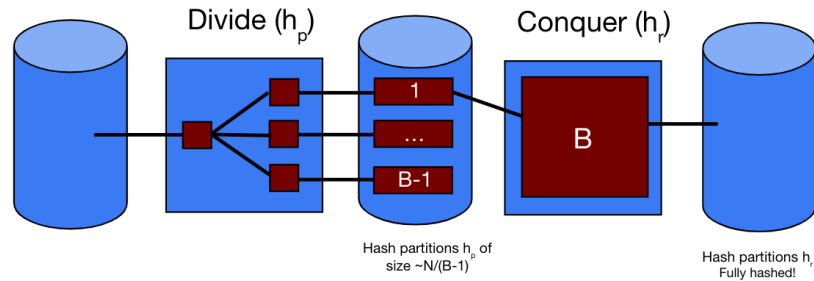 Divide (hp)
Conquer (hr)
1
...
B-1
B
Hash partitions hp of
size ~N/(B-1)
Hash partitions hr
Fully hashed!